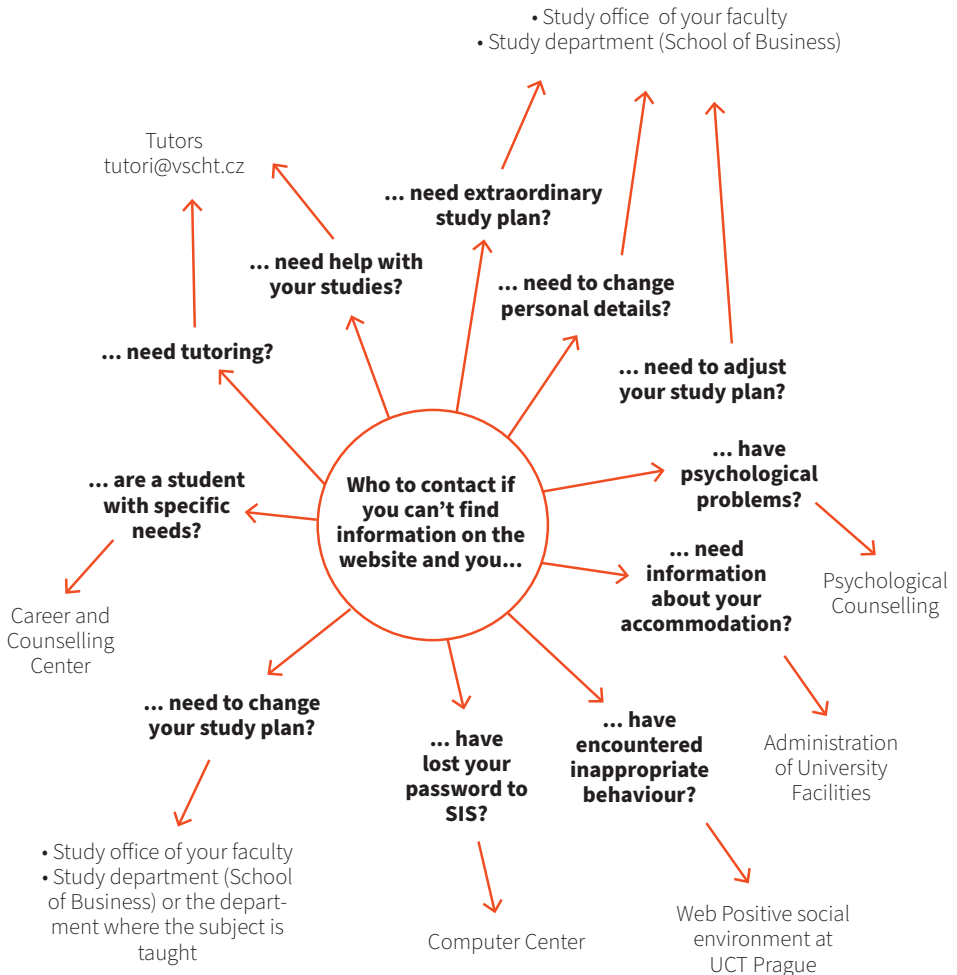 • Study office of your faculty
• Study department (School of Business)
Tutors
tutori@vscht.cz
... need extraordinary
study plan?
... need help with
your studies?
... need to change
personal details?
... need tutoring?
... need to adjust
your study plan?
... have
psychological
problems?
... are a student
with specific
needs?
Who to contact if
you can’t find
information on the
website and you...
... need
information
about your
accommodation?
Psychological
Counselling
Career and
Counselling
Center
... need to change
your study plan?
... have
lost your
password to
SIS?
... have
encountered
inappropriate
behaviour?
Administration
of University
Facilities
• Study office of your faculty
• Study department (School
of Business) or the depart-
ment where the subject is
taught
Computer Center
Web Positive social
environment at
UCT Prague